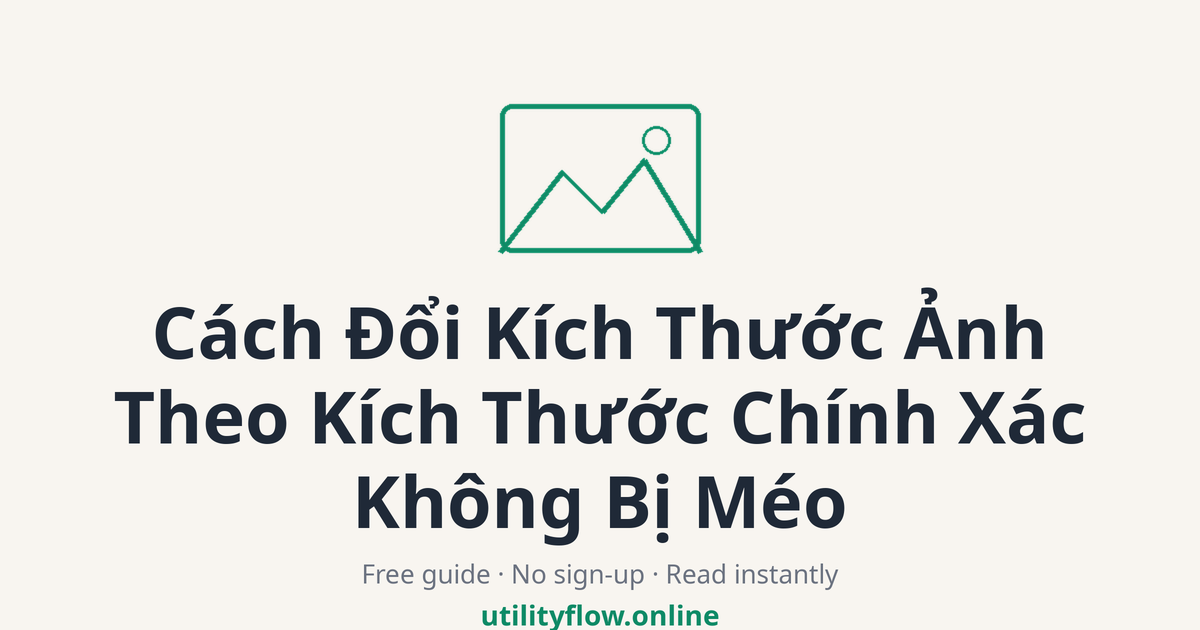 Cách Đổi Kích Thước Ảnh
Theo Kích Thước Chính Xác
Không Bị Méo
Free guide · No sign-up · Read instantly
utilityflow.online